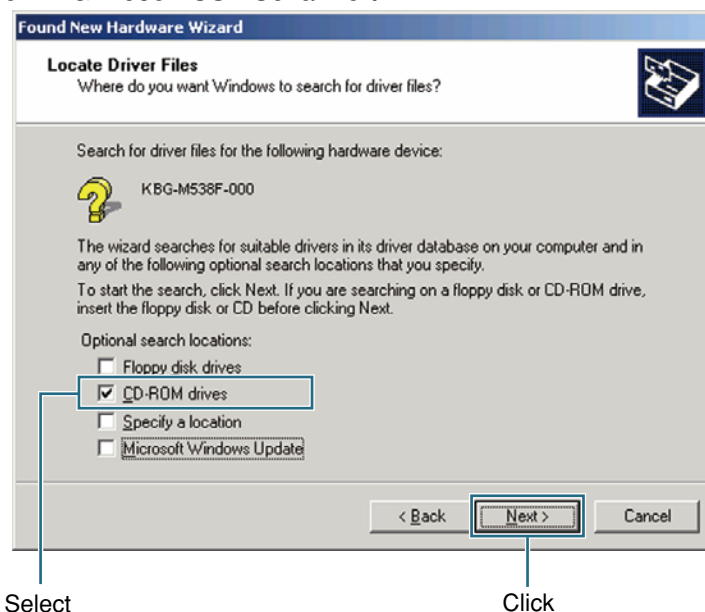 Found New Hardware Wizard
Locate Driver Files
Where do you want Windows to search for driver files?
Search for driver files for the following hardware device:
KBG-M538F-000
The wizard searches for suitable drivers in its driver database on your computer and in
any of the following optional search locations that you specify.
To start the search, click Next. If you are searching on a floppy disk or CD-ROM drive,
insert the floppy disk or CD before clicking Next.
Optional search locations:
Floppy disk drives
CD-ROM drives
Specify a location
Microsoft Windows Update
< Back Next > Cancel
Select Click